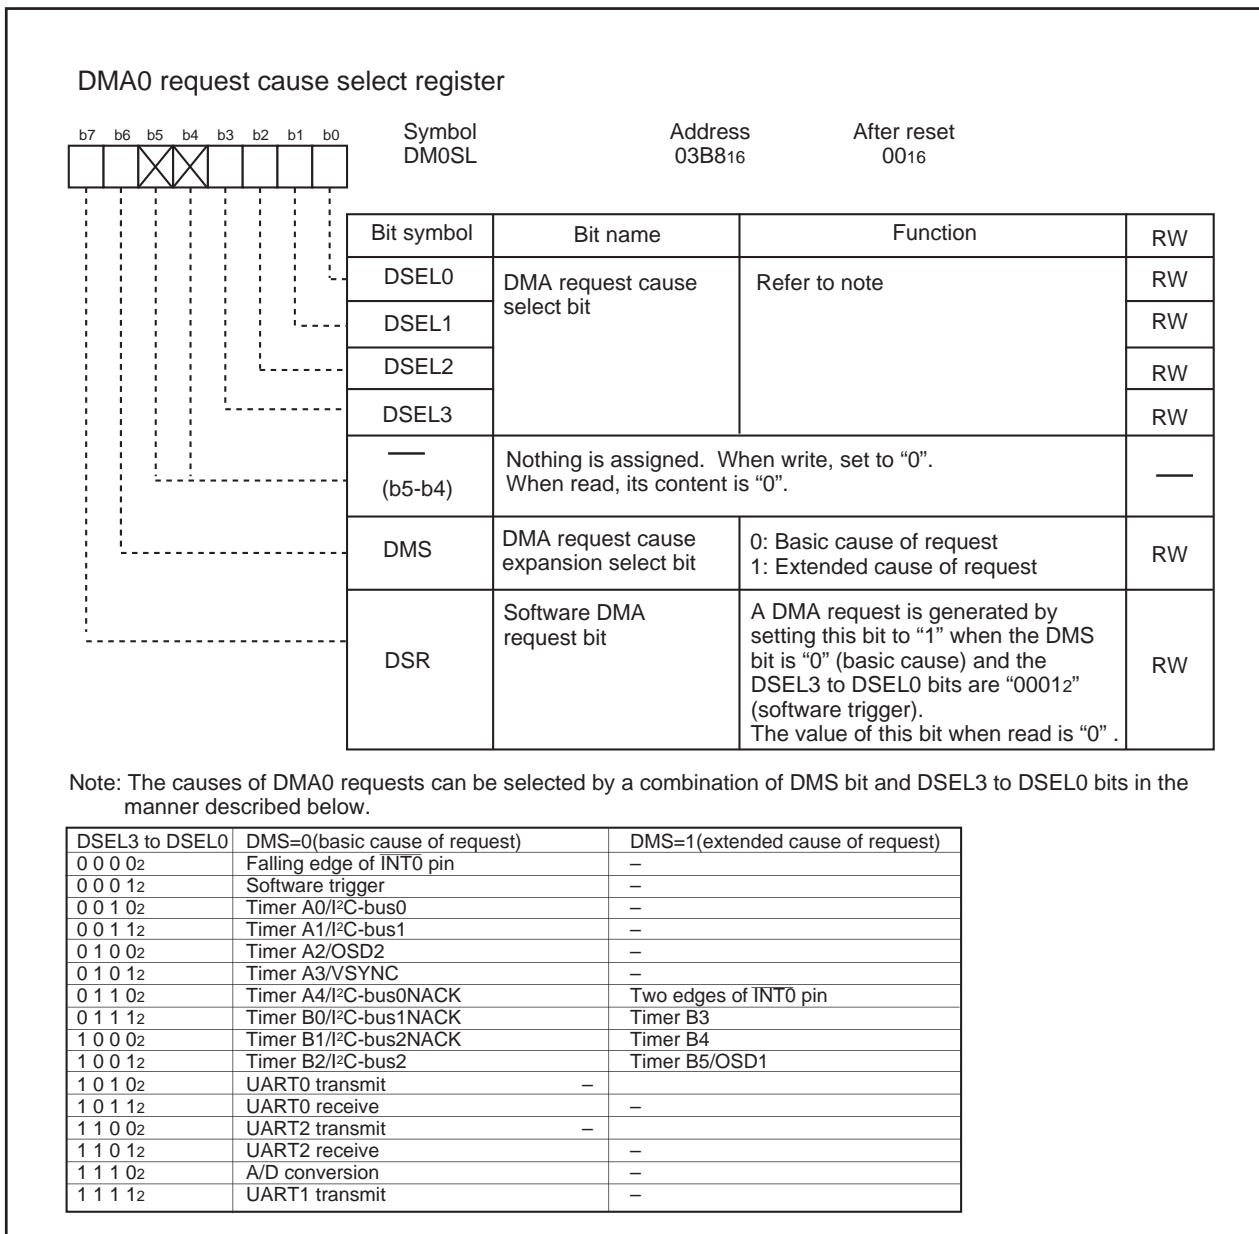 DMA0 request cause select register
b7 b6 b5 b4 b3 b2 b1 b0
Symbol Address After reset
DM0SL 03B816 0016
Bit symbol Bit name Function RW
DSEL0 DMA request cause select bit Refer to note RW
DSEL1 RW
DSEL2 RW
DSEL3 RW
— (b5-b4) Nothing is assigned. When write, set to “0”. —
When read, its content is “0”.
DMS DMA request cause expansion select bit 0: Basic cause of request RW
1: Extended cause of request
DSR Software DMA request bit A DMA request is generated by RW
setting this bit to “1” when the DMS
bit is “0” (basic cause) and the
DSEL3 to DSEL0 bits are “00012”
(software trigger).
The value of this bit when read is “0” .
Note: The causes of DMA0 requests can be selected by a combination of DMS bit and DSEL3 to DSEL0 bits in the
manner described below.
DSEL3 to DSEL0 DMS=0(basic cause of request) DMS=1(extended cause of request)
0 0 0 02 Falling edge of INT0 pin –
0 0 0 12 Software trigger –
0 0 1 02 Timer A0/I2C-bus0 –
0 0 1 12 Timer A1/I2C-bus1 –
0 1 0 02 Timer A2/OSD2 –
0 1 0 12 Timer A3/VSYNC –
0 1 1 02 Timer A4/I2C-bus0NACK Two edges of INT0 pin
0 1 1 12 Timer B0/I2C-bus1NACK Timer B3
1 0 0 02 Timer B1/I2C-bus2NACK Timer B4
1 0 0 12 Timer B2/I2C-bus2 Timer B5/OSD1
1 0 1 02 UART0 transmit –
1 0 1 12 UART0 receive –
1 1 0 02 UART2 transmit –
1 1 0 12 UART2 receive –
1 1 1 02 A/D conversion –
1 1 1 12 UART1 transmit –